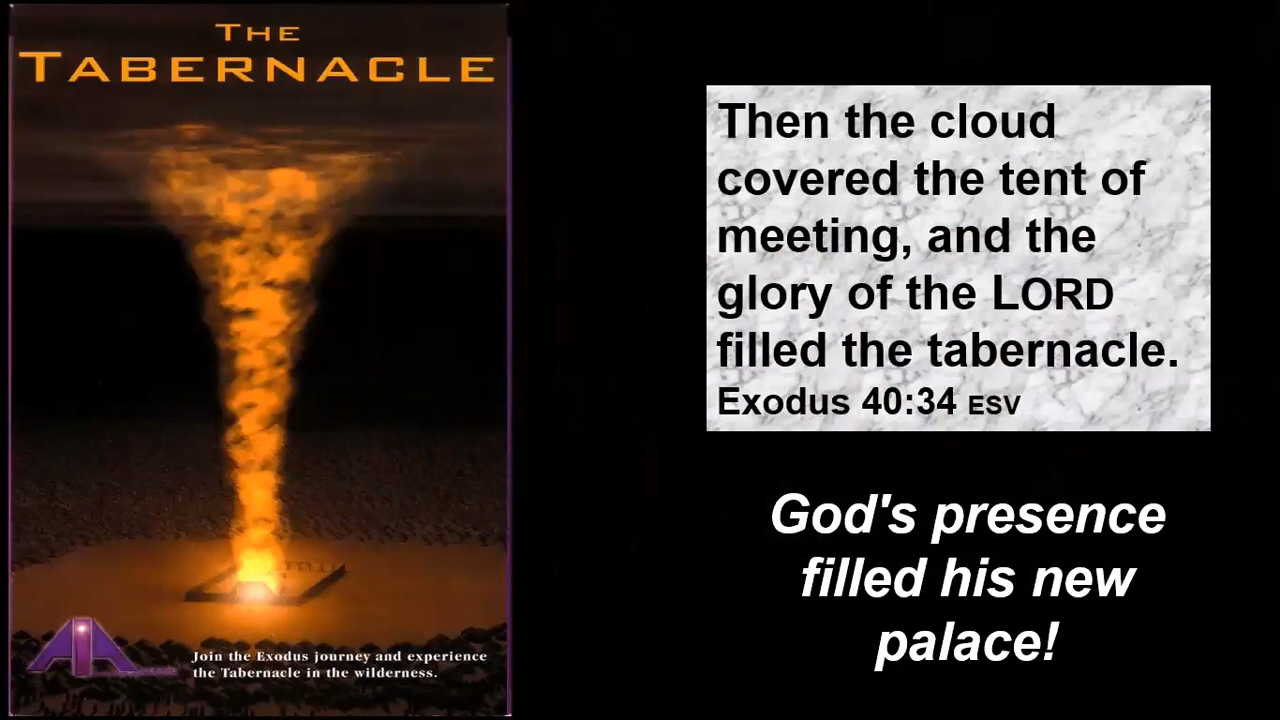 THE
TABERNACLE
Join the Exodus journey and experience
the Tabernacle in the wilderness.
Then the cloud
covered the tent of
meeting, and the
glory of the LORD
filled the tabernacle.
Exodus 40:34 ESV
God's presence
filled his new
palace!